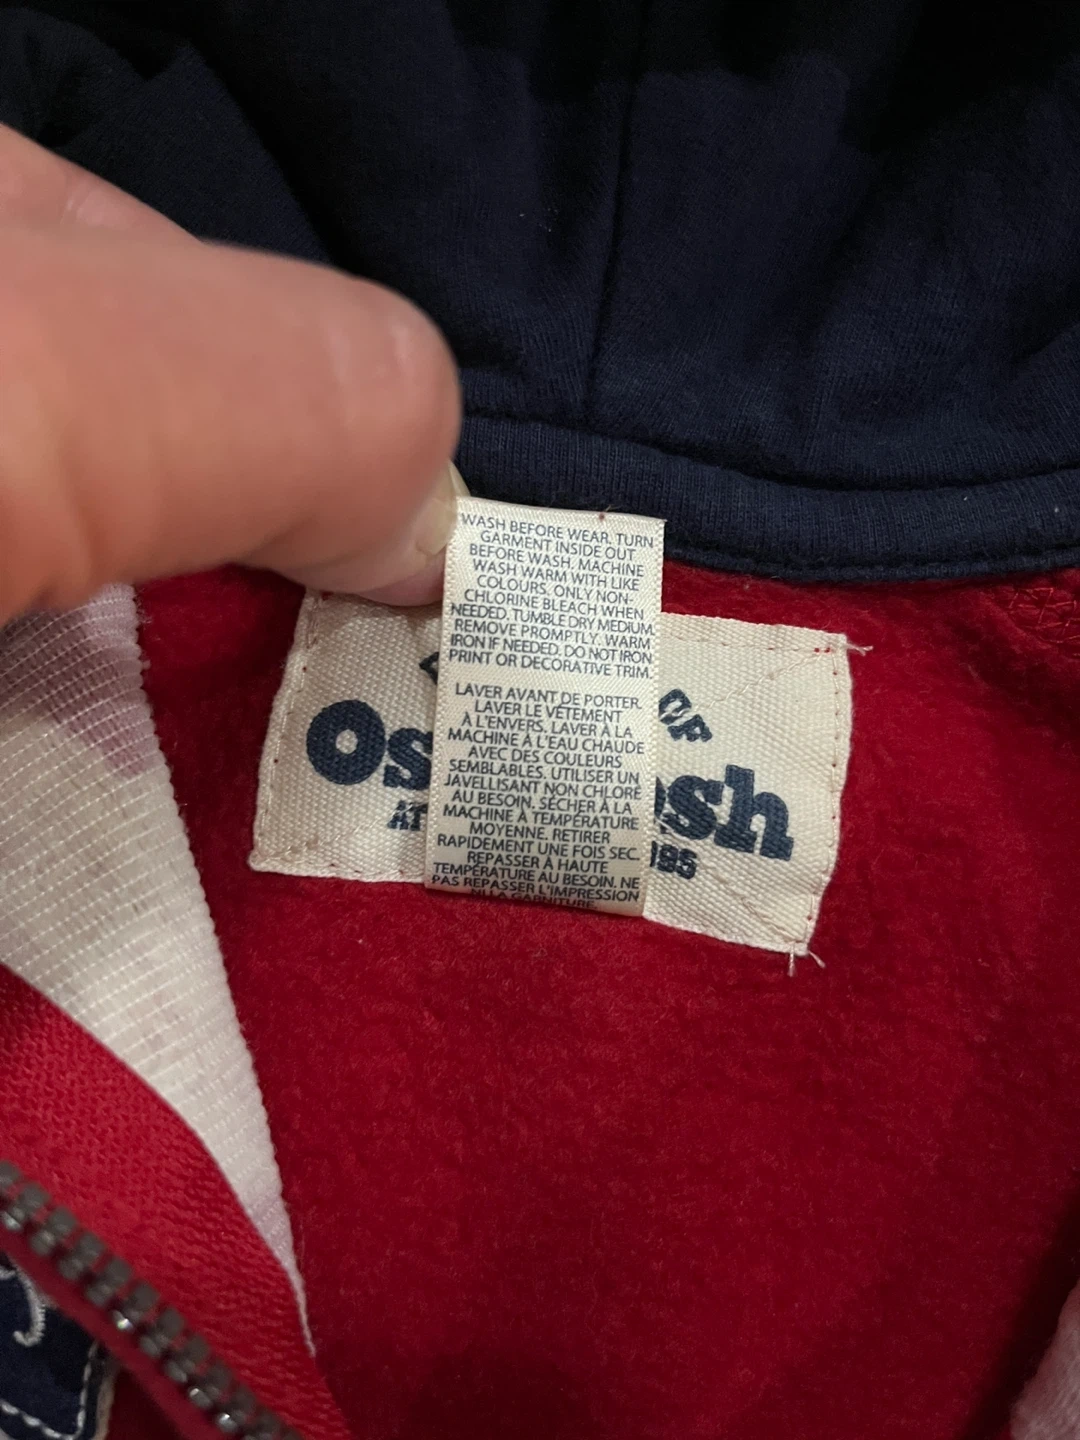 WASH BEFORE WEAR. TURN
GARMENT INSIDE OUT
BEFORE WASH. MACHINE
WASH WARM WITH LIKE
COLOURS. ONLY NON-
CHLORINE BLEACH WHEN
NEEDED. TUMBLE DRY MEDIUM.
REMOVE PROMPTLY. WARM
IRON IF NEEDED. DO NOT IRON
PRINT OR DECORATIVE TRIM.
LAVER AVANT DE PORTER.
LAVER LE VÊTEMENT
À L'ENVERS. LAVER À LA
MACHINE À L'EAU CHAUDE
AVEC DES COULEURS
SEMBLABLES. UTILISER UN
JAVELLISANT NON CHLORÉ
AU BESOIN. SÉCHER À LA
MACHINE À TEMPÉRATURE
MOYENNE. RETIRER
RAPIDEMENT UNE FOIS SEC.
REPASSER À HAUTE
TEMPÉRATURE AU BESOIN. NE
PAS REPASSER L'IMPRESSION
NI LA GARNITURE.
OF
Os osh